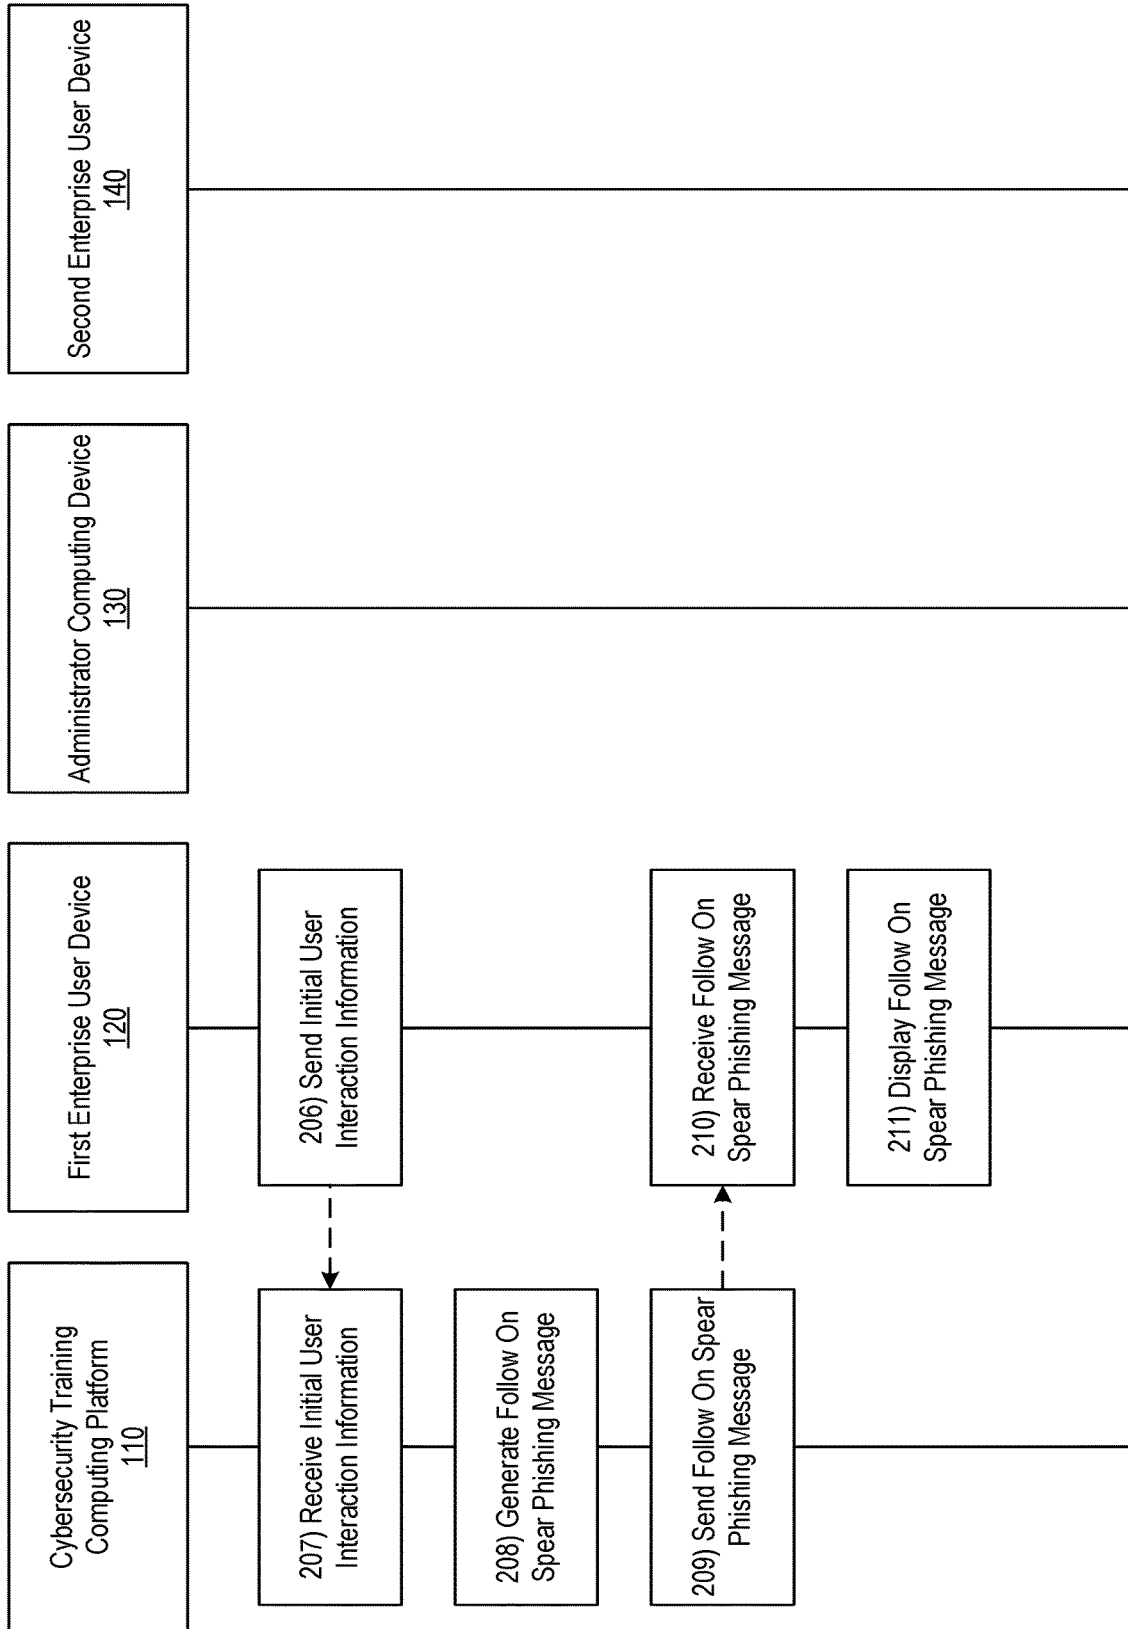 Cybersecurity Training
Computing Platform
110
First Enterprise User Device
120
Administrator Computing Device
130
Second Enterprise User Device
140
206) Send Initial User
Interaction Information
207) Receive Initial User
Interaction Information
208) Generate Follow On
Spear Phishing Message
209) Send Follow On Spear
Phishing Message
210) Receive Follow On
Spear Phishing Message
211) Display Follow On
Spear Phishing Message